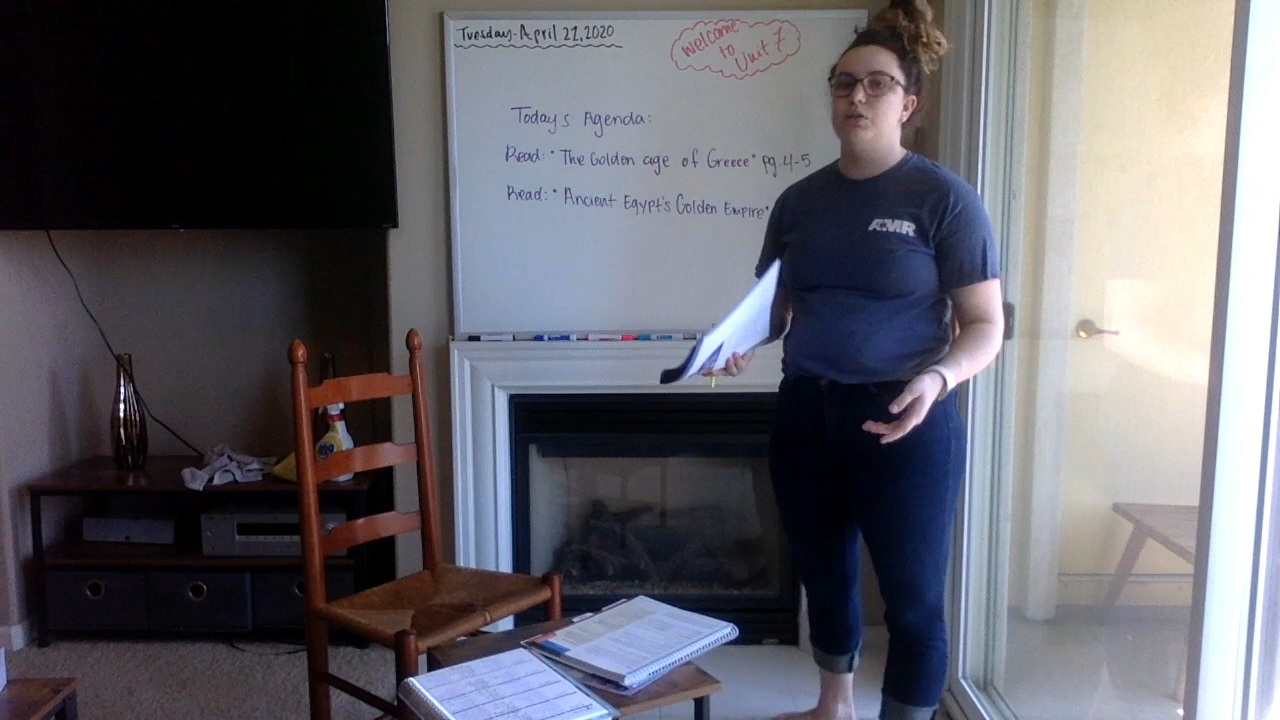 Tuesday-April 21,2020
Welcome
to
Unit 7
Today's Agenda:
Read: "The Golden age of Greece" pg.4-5
Read: "Ancient Egypt's Golden Empire"
AMR